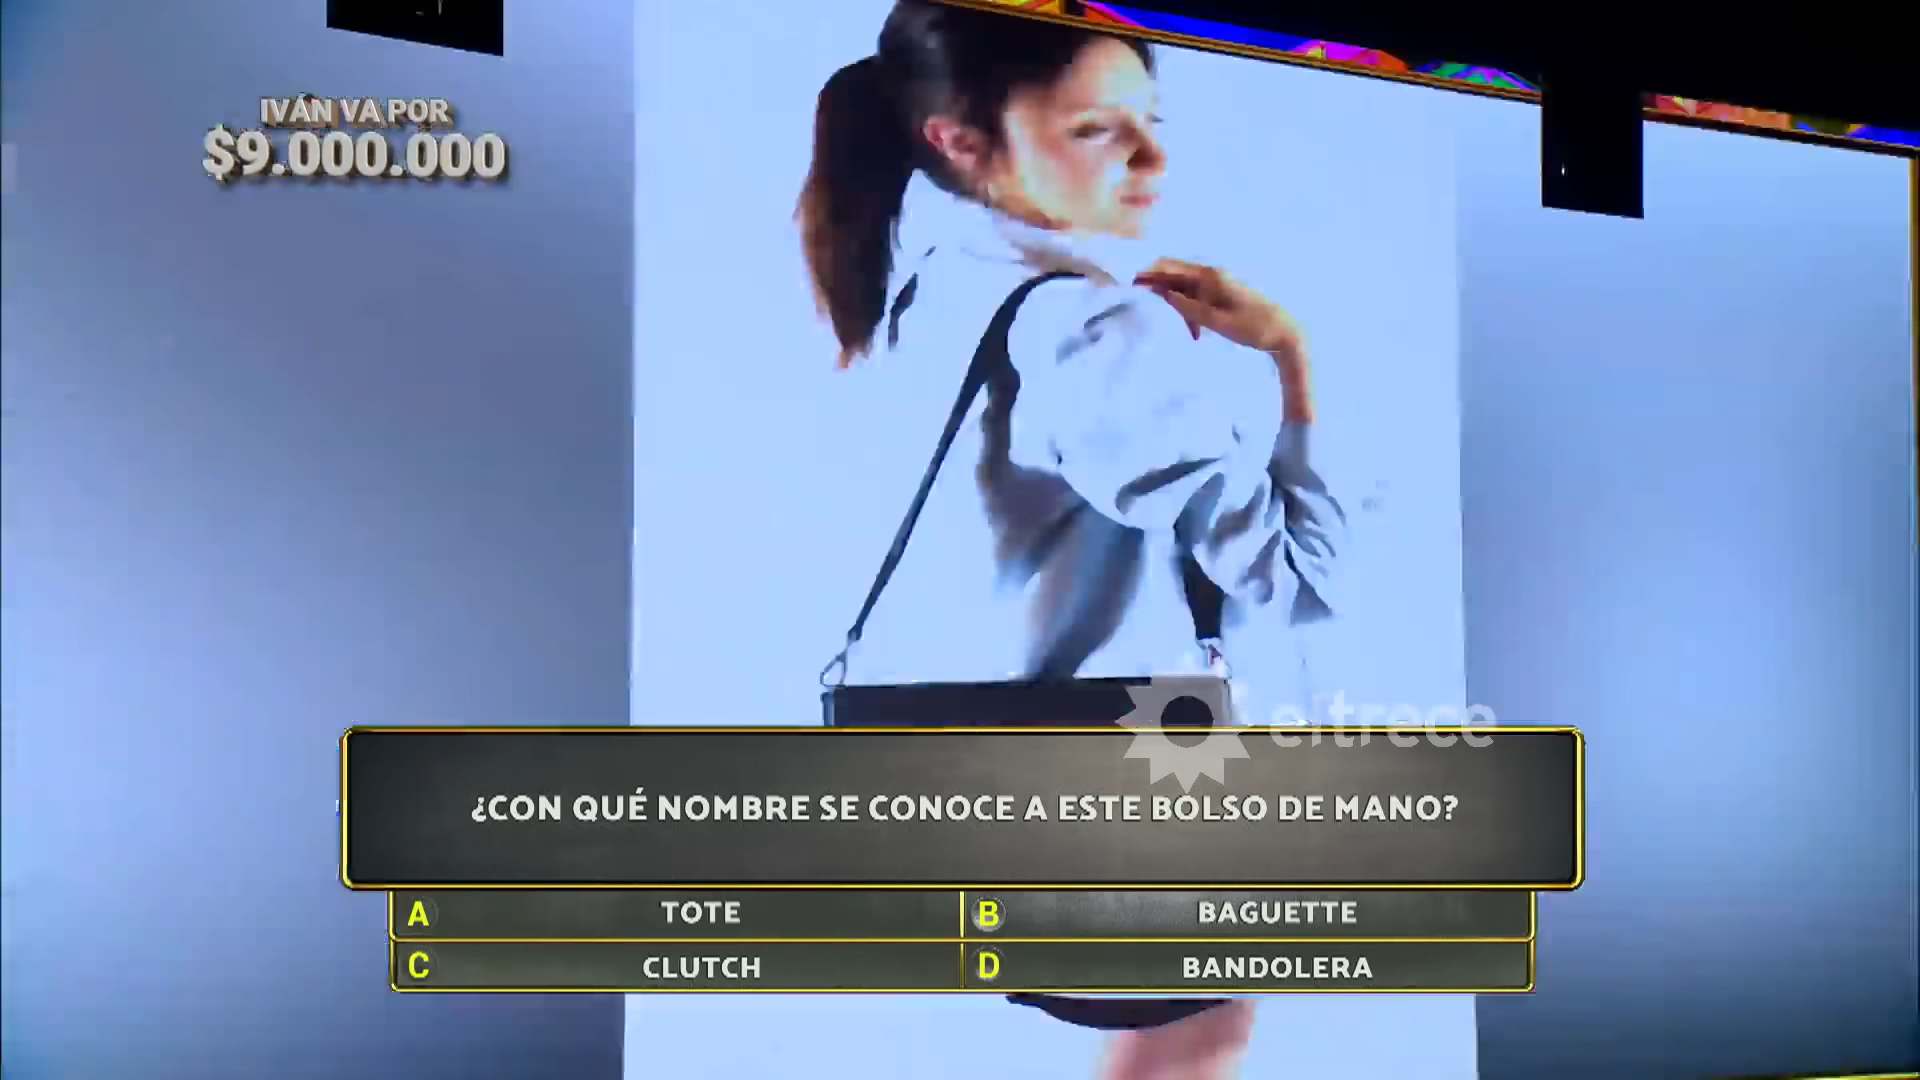 IVÁN VA POR
$9.000.000
eltrece
¿CON QUÉ NOMBRE SE CONOCE A ESTE BOLSO DE MANO?
A TOTE
B BAGUETTE
C CLUTCH
D BANDOLERA